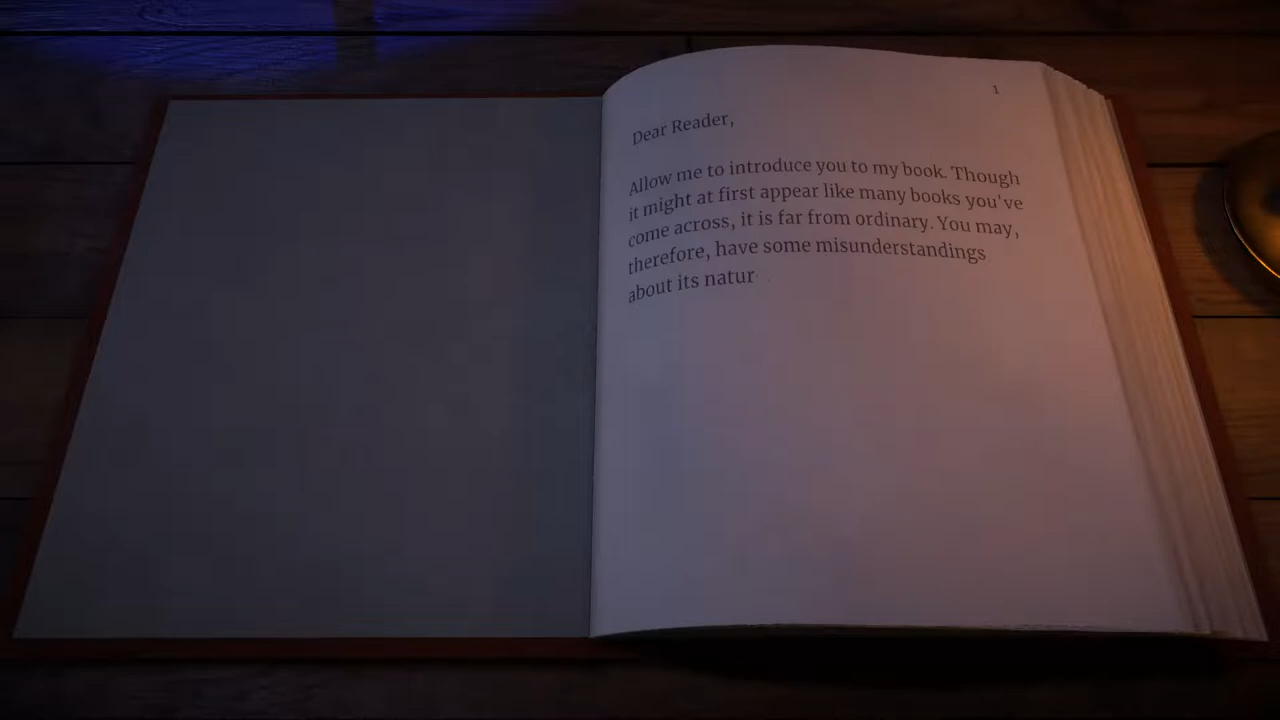 1
Dear Reader,
Allow me to introduce you to my book. Though
it might at first appear like many books you've
come across, it is far from ordinary. You may,
therefore, have some misunderstandings
about its natur